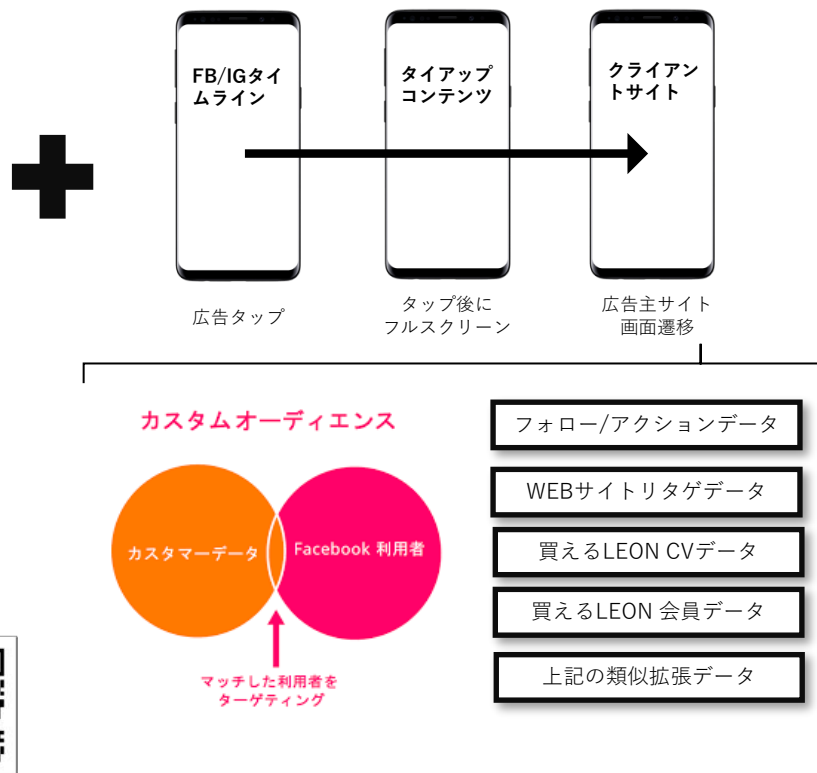 FB/IGタイ
ムライン
タイアップ
コンテンツ
クライアン
トサイト
広告タップ
タップ後に
フルスクリーン
広告主サイト
画面遷移
カスタムオーディエンス
カスタマーデータ
Facebook 利用者
マッチした利用者を
ターゲティング
フォロー/アクションデータ
WEBサイトリタゲデータ
買えるLEON CVデータ
買えるLEON 会員データ
上記の類似拡張データ